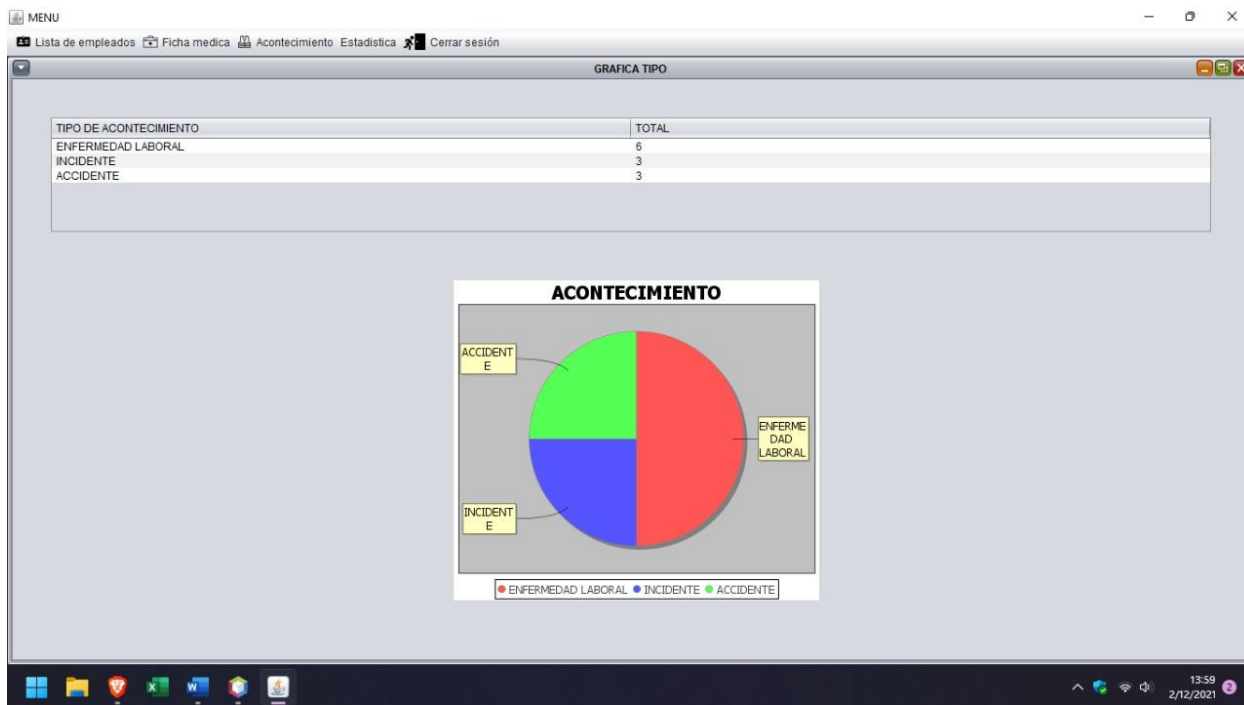 MENU
Lista de empleados Ficha medica Acontecimiento Estadistica Cerrar sesión
GRAFICA TIPO
TIPO DE ACONTECIMIENTO TOTAL
ENFERMEDAD LABORAL 6
INCIDENTE 3
ACCIDENTE 3
ACONTECIMIENTO
ACCIDENT
E
ENFERME
DAD
LABORAL
INCIDENT
E
ENFERMEDAD LABORAL INCIDENTE ACCIDENTE
13:59
2/12/2021 2